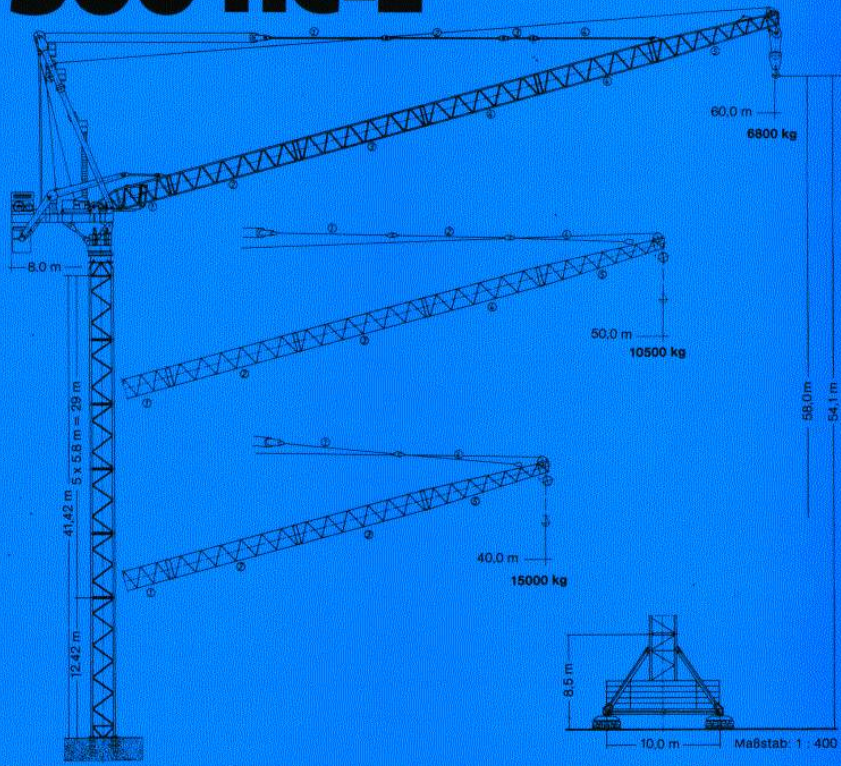 60,0 m
6800 kg
8,0 m
50,0 m
10500 kg
58,0m
54,1 m
5 x 5.8 m = 29 m
41,42 m
40,0 m
15000 kg
12,42 m
8,5 m
10,0 m
Maßstab: 1 : 400